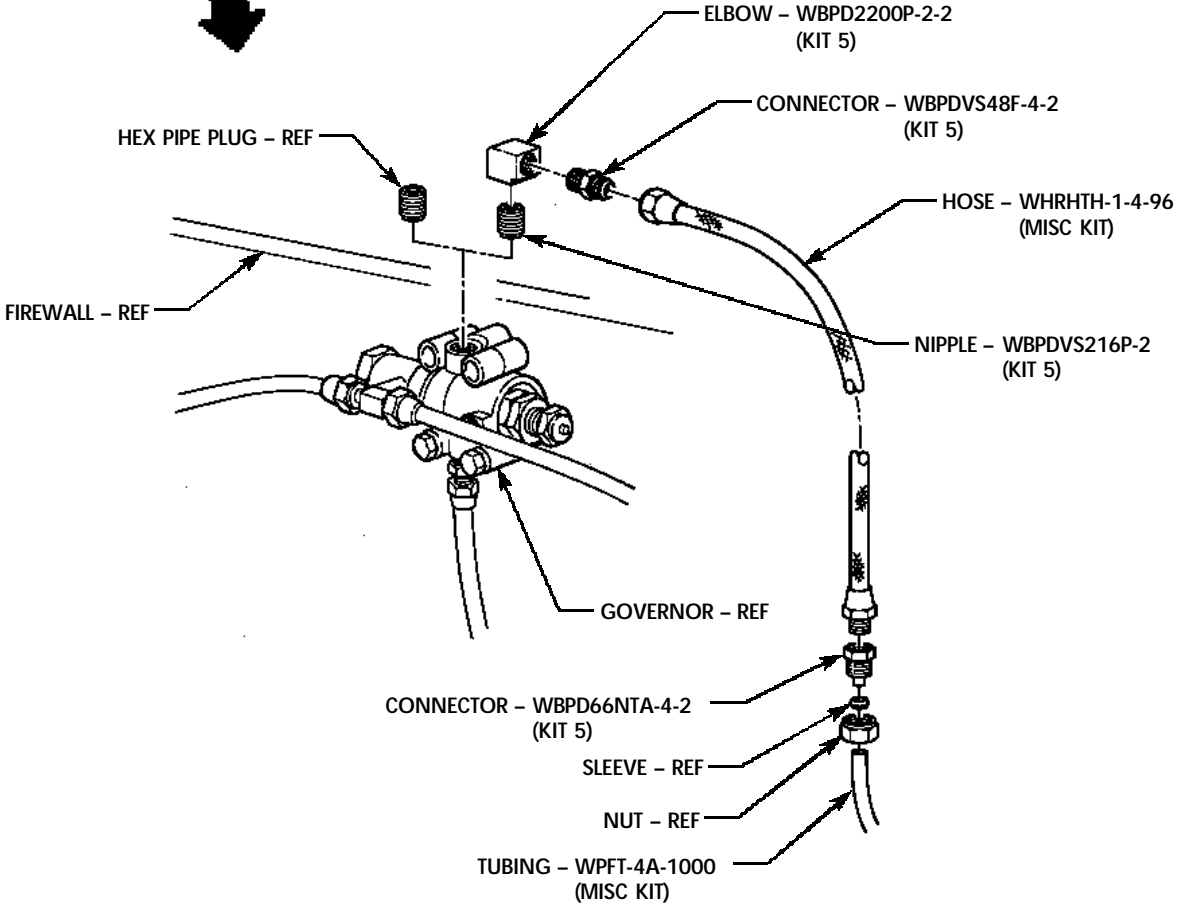 ELBOW – WBPD2200P-2-2
(KIT 5)
CONNECTOR – WBPDVS48F-4-2
(KIT 5)
HEX PIPE PLUG – REF
HOSE – WHRHTH-1-4-96
(MISC KIT)
FIREWALL – REF
NIPPLE – WBPDVS216P-2
(KIT 5)
GOVERNOR – REF
CONNECTOR – WBPD66NTA-4-2
(KIT 5)
SLEEVE – REF
NUT – REF
TUBING – WPFT-4A-1000
(MISC KIT)